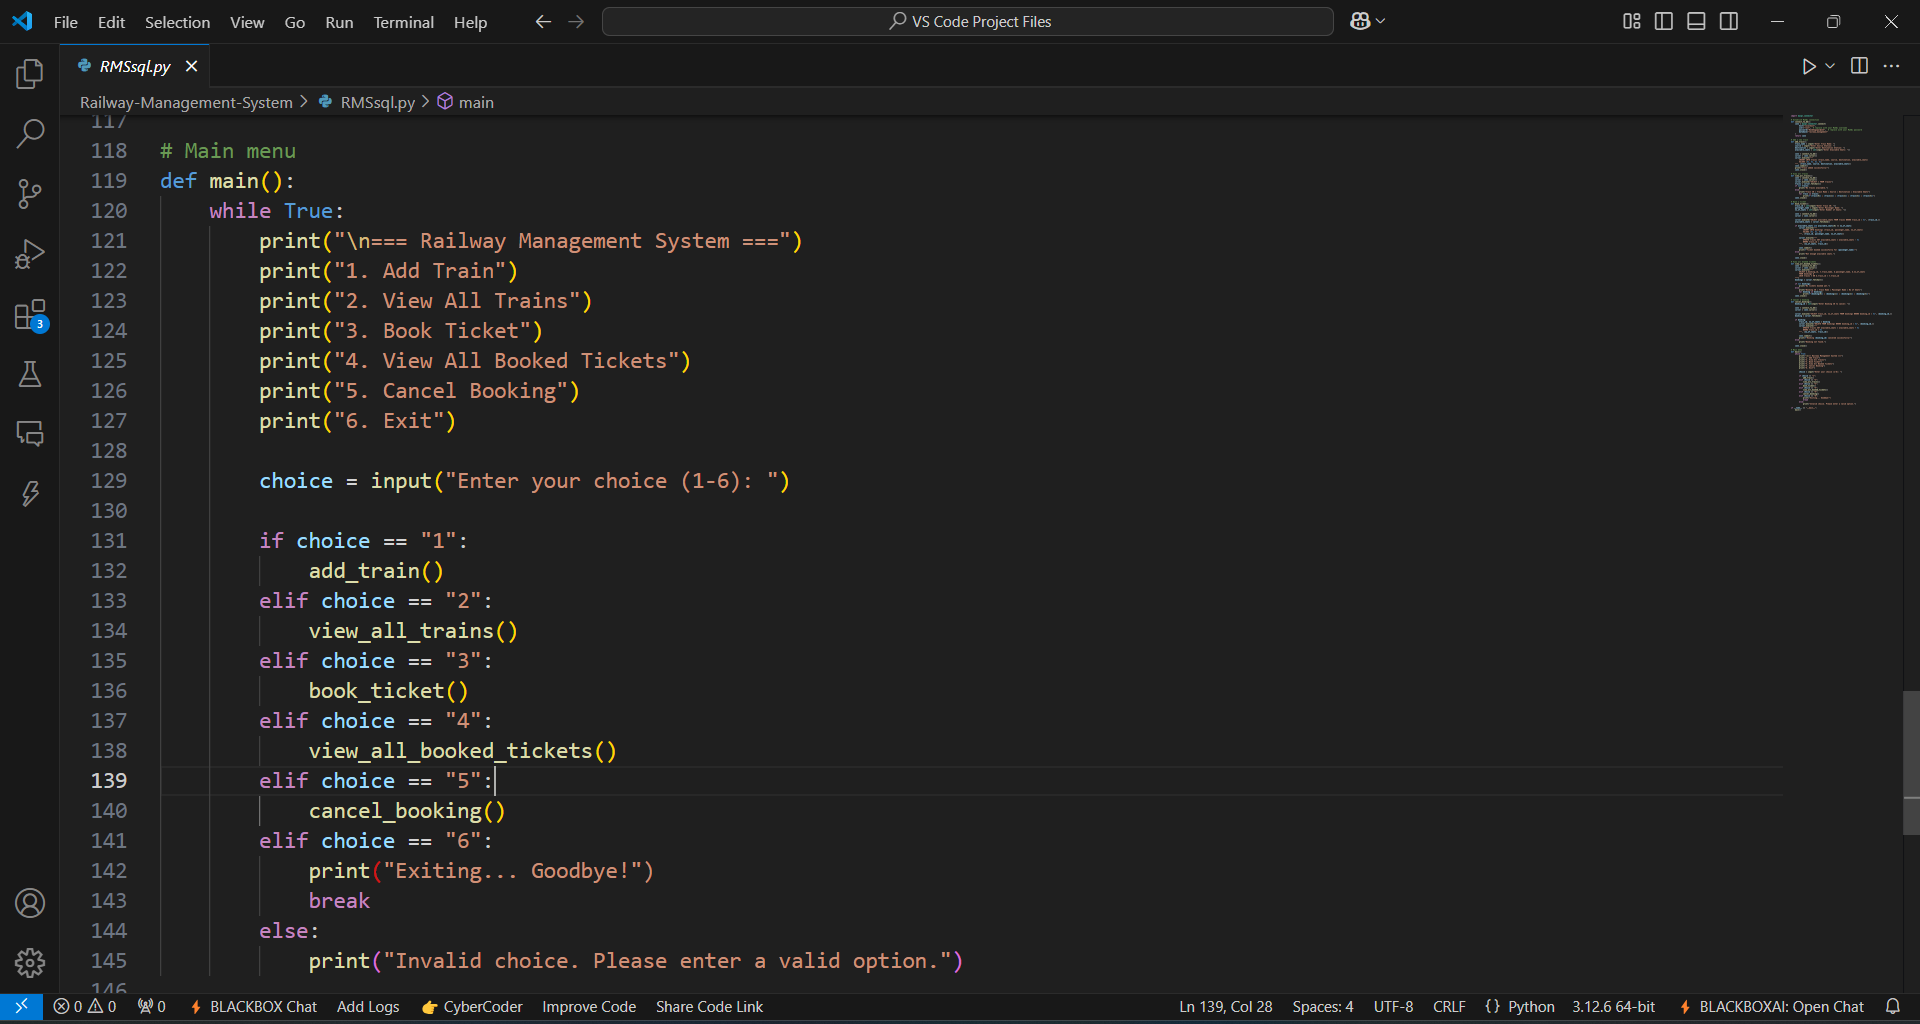 File Edit Selection View Go Run Terminal Help VS Code Project Files
RMSsql.py
Railway-Management-System > RMSsql.py > main
117
118 # Main menu
119 def main():
120     while True:
121         print("\n=== Railway Management System ===")
122         print("1. Add Train")
123         print("2. View All Trains")
124         print("3. Book Ticket")
125         print("4. View All Booked Tickets")
126         print("5. Cancel Booking")
127         print("6. Exit")
128
129         choice = input("Enter your choice (1-6): ")
130
131         if choice == "1":
132             add_train()
133         elif choice == "2":
134             view_all_trains()
135         elif choice == "3":
136             book_ticket()
137         elif choice == "4":
138             view_all_booked_tickets()
139         elif choice == "5":
140             cancel_booking()
141         elif choice == "6":
142             print("Exiting... Goodbye!")
143             break
144         else:
145             print("Invalid choice. Please enter a valid option.")
146
3
0 0 0 BLACKBOX Chat Add Logs CyberCoder Improve Code Share Code Link Ln 139, Col 28 Spaces: 4 UTF-8 CRLF {} Python 3.12.6 64-bit BLACKBOXAI: Open Chat